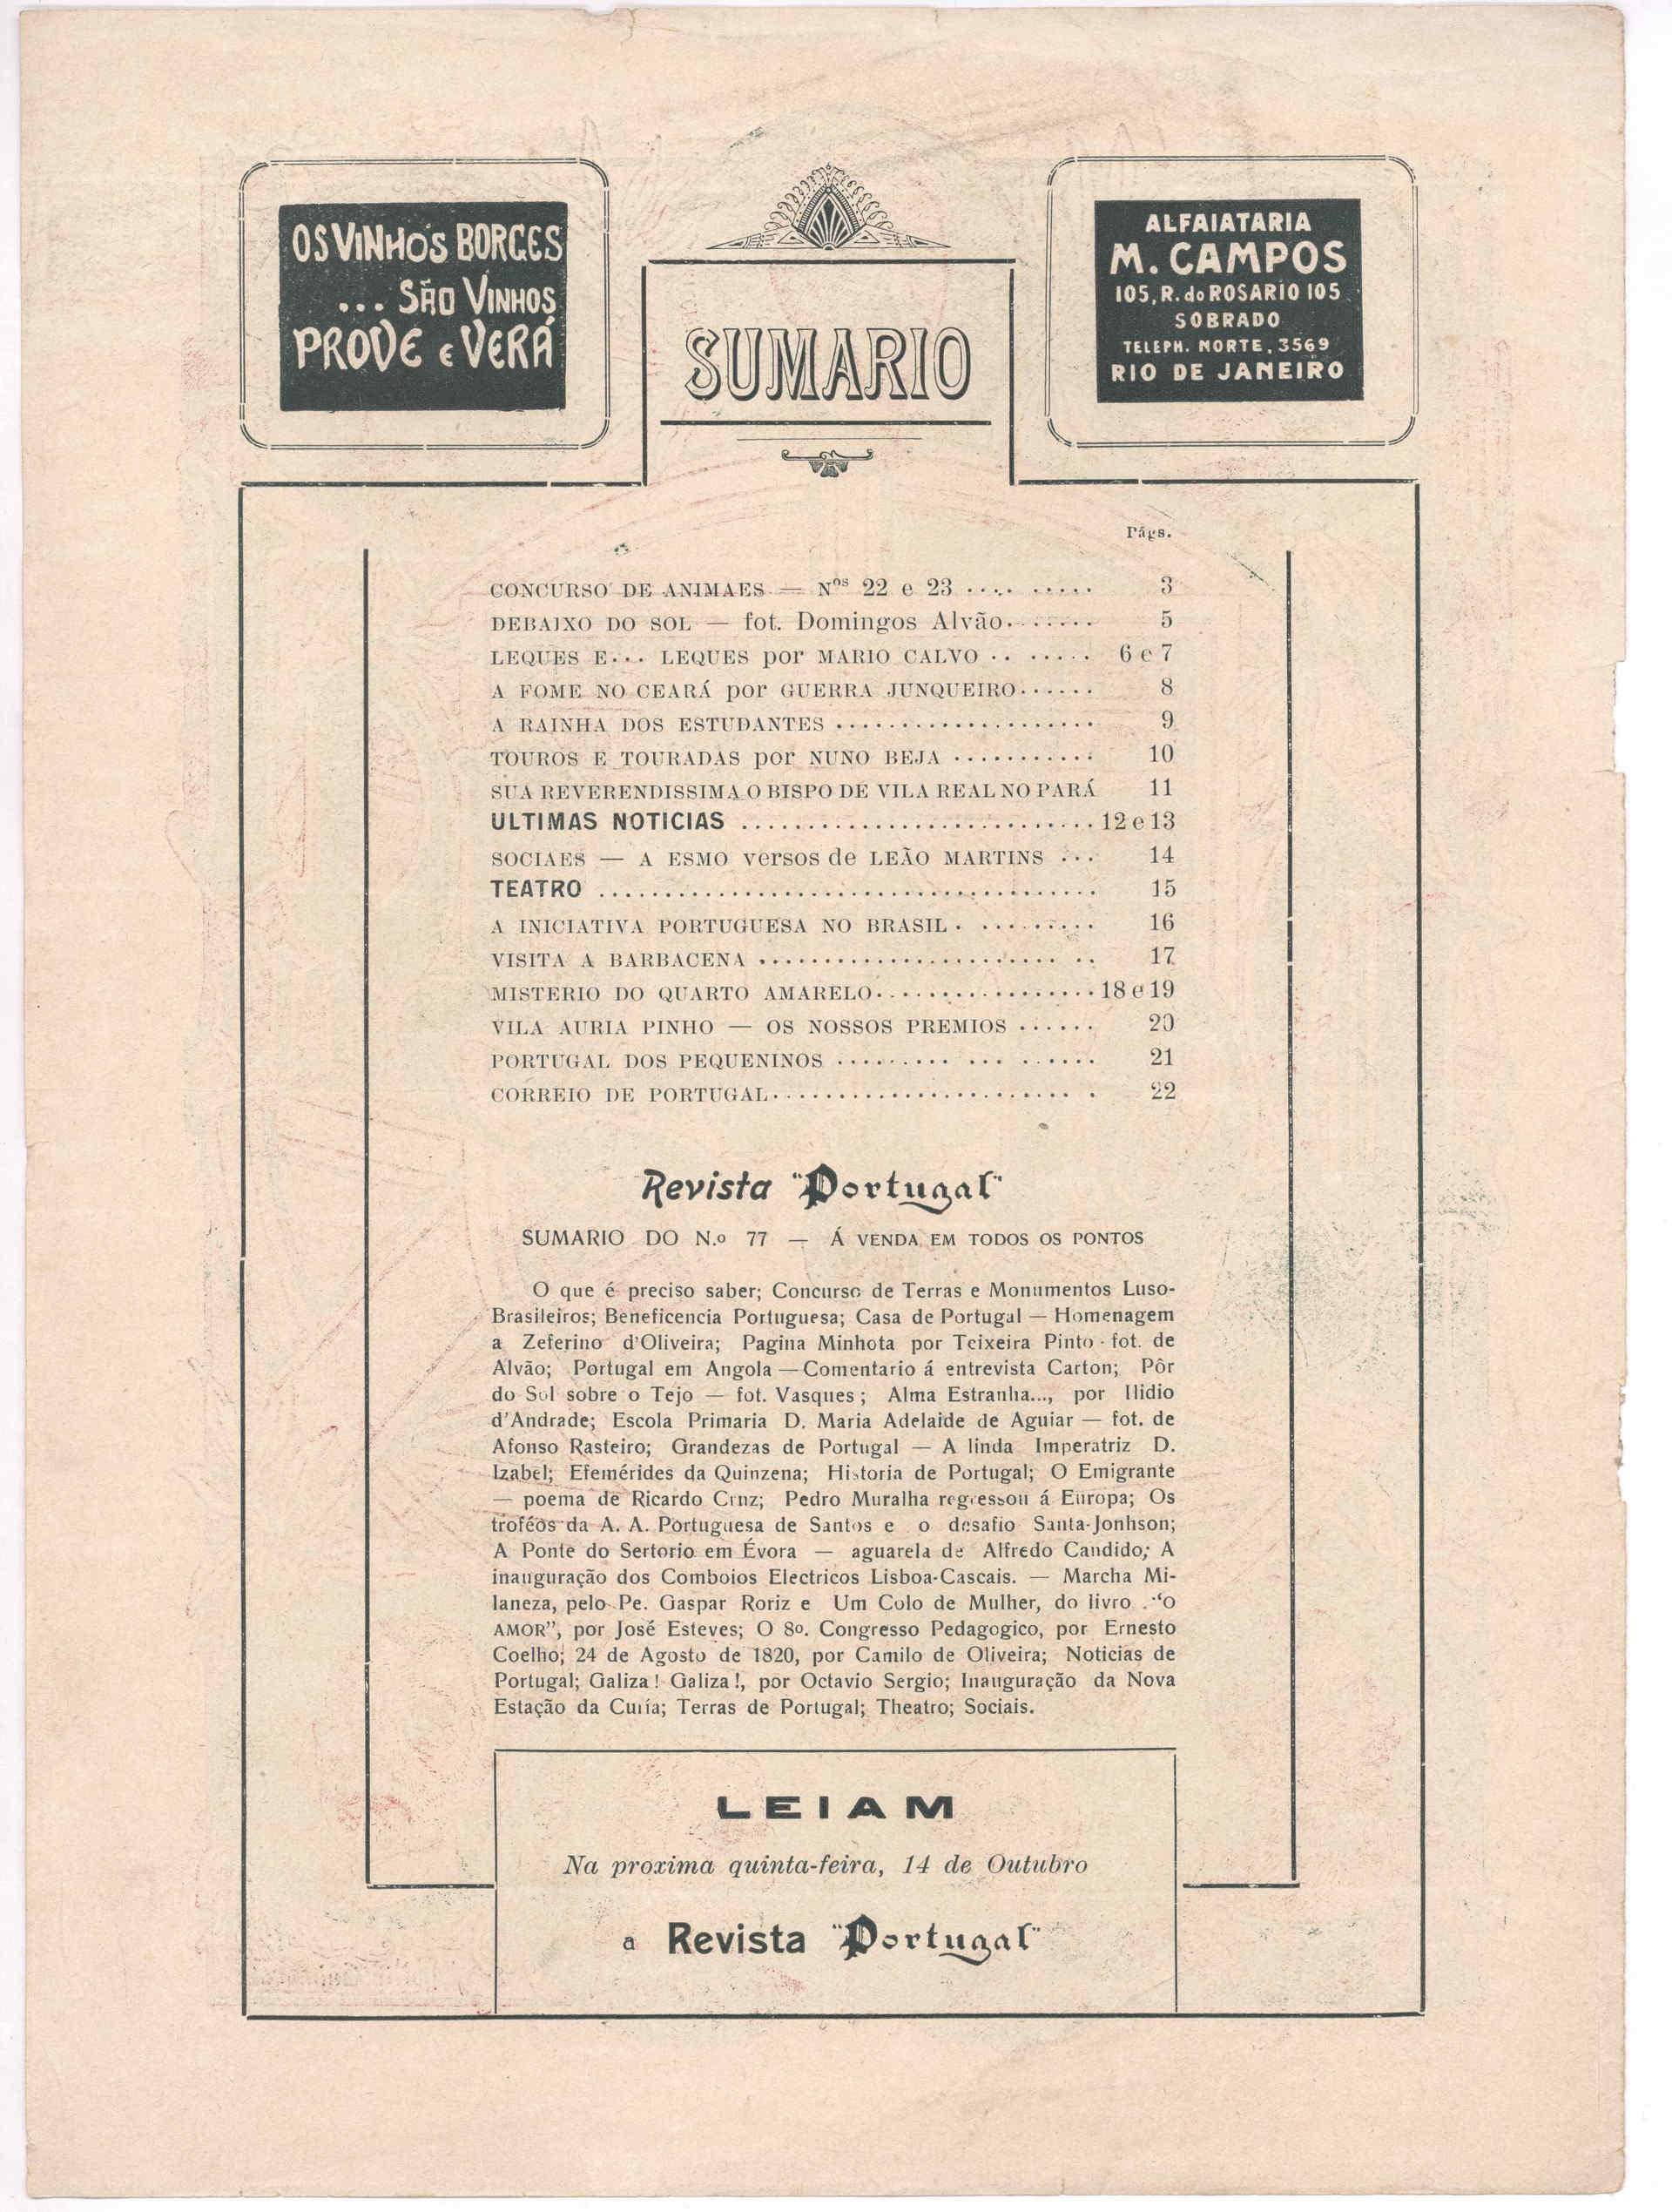 OS VINHOS BORGES
... SÃO VINHOS
PROVE e VERÁ
SUMARIO
ALFAIATARIA
M. CAMPOS
105, R. do ROSARIO 105
SOBRADO
TELEPH. NORTE, 3569
RIO DE JANEIRO
Págs.
CONCURSO DE ANIMAES — Nos 22 e 23 .... ..... 3
DEBAIXO DO SOL — fot. Domingos Alvão....... 5
LEQUES E... LEQUES por MARIO CALVO .. ..... 6 e 7
A FOME NO CEARÁ por GUERRA JUNQUEIRO...... 8
A RAINHA DOS ESTUDANTES .................... 9
TOUROS E TOURADAS por NUNO BEJA ........... 10
SUA REVERENDISSIMA O BISPO DE VILA REAL NO PARÁ 11
ULTIMAS NOTICIAS ........................... 12 e 13
SOCIAES — A ESMO versos de LEÃO MARTINS ... 14
TEATRO ...................................... 15
A INICIATIVA PORTUGUESA NO BRASIL. ......... 16
VISITA A BARBACENA ....................... .. 17
MISTERIO DO QUARTO AMARELO................. 18 e 19
VILA AURIA PINHO — OS NOSSOS PREMIOS ...... 20
PORTUGAL DOS PEQUENINOS ......... ... ...... 21
CORREIO DE PORTUGAL....................... . 22
Revista "Portugal"
SUMARIO DO N.o 77 — Á VENDA EM TODOS OS PONTOS
O que é preciso saber; Concurso de Terras e Monumentos Luso-
Brasileiros; Beneficencia Portuguesa; Casa de Portugal — Homenagem
a Zeferino d'Oliveira; Pagina Minhota por Teixeira Pinto · fot. de
Alvão; Portugal em Angola — Comentario á entrevista Carton; Pôr
do Sol sobre o Tejo — fot. Vasques; Alma Estranha..., por Ilidio
d'Andrade; Escola Primaria D. Maria Adelaide de Aguiar — fot. de
Afonso Rasteiro; Grandezas de Portugal — A linda Imperatriz D.
Izabel; Efemérides da Quinzena; Historia de Portugal; O Emigrante
— poema de Ricardo Cruz; Pedro Muralha regressou á Europa; Os
troféos da A. A. Portuguesa de Santos e o desafio Santa-Jonhson;
A Ponte do Sertorio em Évora — aguarela de Alfredo Candido; A
inauguração dos Comboios Electricos Lisboa-Cascais. — Marcha Mi-
laneza, pelo Pe. Gaspar Roriz e Um Colo de Mulher, do livro "O
AMOR", por José Esteves; O 8o. Congresso Pedagogico, por Ernesto
Coelho; 24 de Agosto de 1820, por Camilo de Oliveira; Noticias de
Portugal; Galiza! Galiza!, por Octavio Sergio; Inauguração da Nova
Estação da Curía; Terras de Portugal; Theatro; Sociais.
LEIAM
Na proxima quinta-feira, 14 de Outubro
a Revista "Portugal"